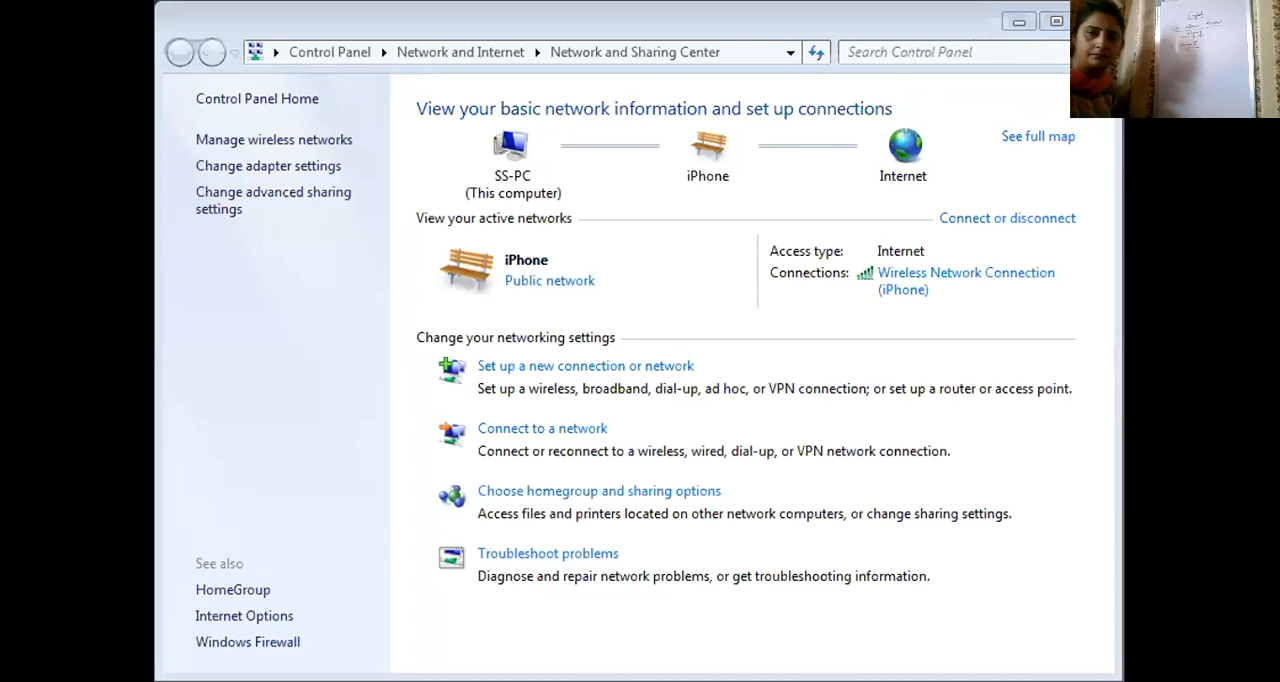 Control Panel
Network and Internet
Network and Sharing Center
Search Control Panel
Control Panel Home
Manage wireless networks
Change adapter settings
Change advanced sharing
settings
See also
HomeGroup
Internet Options
Windows Firewall
View your basic network information and set up connections
See full map
SS-PC
(This computer)
iPhone
Internet
View your active networks
Connect or disconnect
iPhone
Public network
Access type: Internet
Connections: Wireless Network Connection
(iPhone)
Change your networking settings
Set up a new connection or network
Set up a wireless, broadband, dial-up, ad hoc, or VPN connection; or set up a router or access point.
Connect to a network
Connect or reconnect to a wireless, wired, dial-up, or VPN network connection.
Choose homegroup and sharing options
Access files and printers located on other network computers, or change sharing settings.
Troubleshoot problems
Diagnose and repair network problems, or get troubleshooting information.